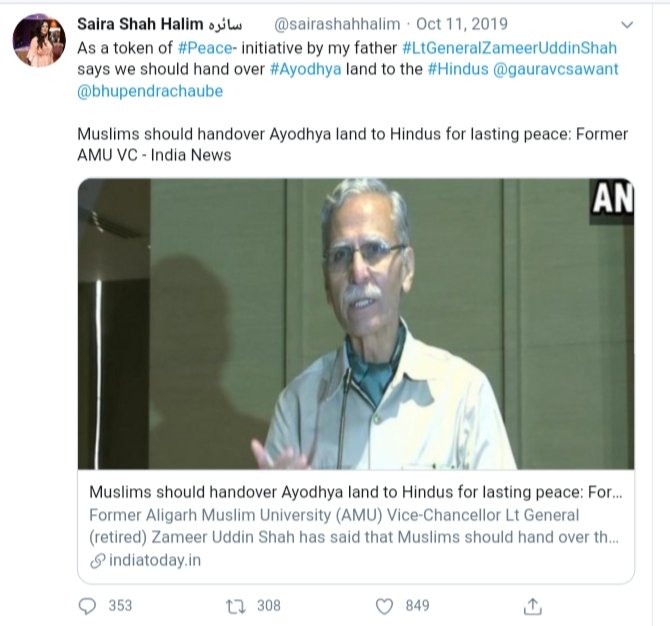 Saira Shah Halim سائرہ @sairashahhalim · Oct 11, 2019
As a token of #Peace- initiative by my father #LtGeneralZameerUddinShah
says we should hand over #Ayodhya land to the #Hindus @gauravcsawant
@bhupendrachaube
Muslims should handover Ayodhya land to Hindus for lasting peace: Former
AMU VC - India News
AN
Muslims should handover Ayodhya land to Hindus for lasting peace: For...
Former Aligarh Muslim University (AMU) Vice-Chancellor Lt General
(retired) Zameer Uddin Shah has said that Muslims should hand over th...
indiatoday.in
353 308 849